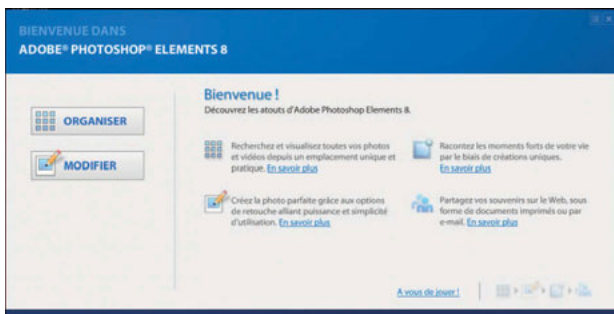 BIENVENUE DANS
ADOBE® PHOTOSHOP® ELEMENTS 8
ORGANISER
MODIFIER
Bienvenue !
Découvrez les atouts d'Adobe Photoshop Elements 8.
Recherchez et visualisez toutes vos photos
et vidéos depuis un emplacement unique et
pratique. En savoir plus
Racontez les moments forts de votre vie
par le biais de créations uniques.
En savoir plus
Créez la photo parfaite grâce aux options
de retouche alliant puissance et simplicité
d'utilisation. En savoir plus
Partagez vos souvenirs sur le Web, sous
forme de documents imprimés ou par
e-mail. En savoir plus
A vous de jouer !